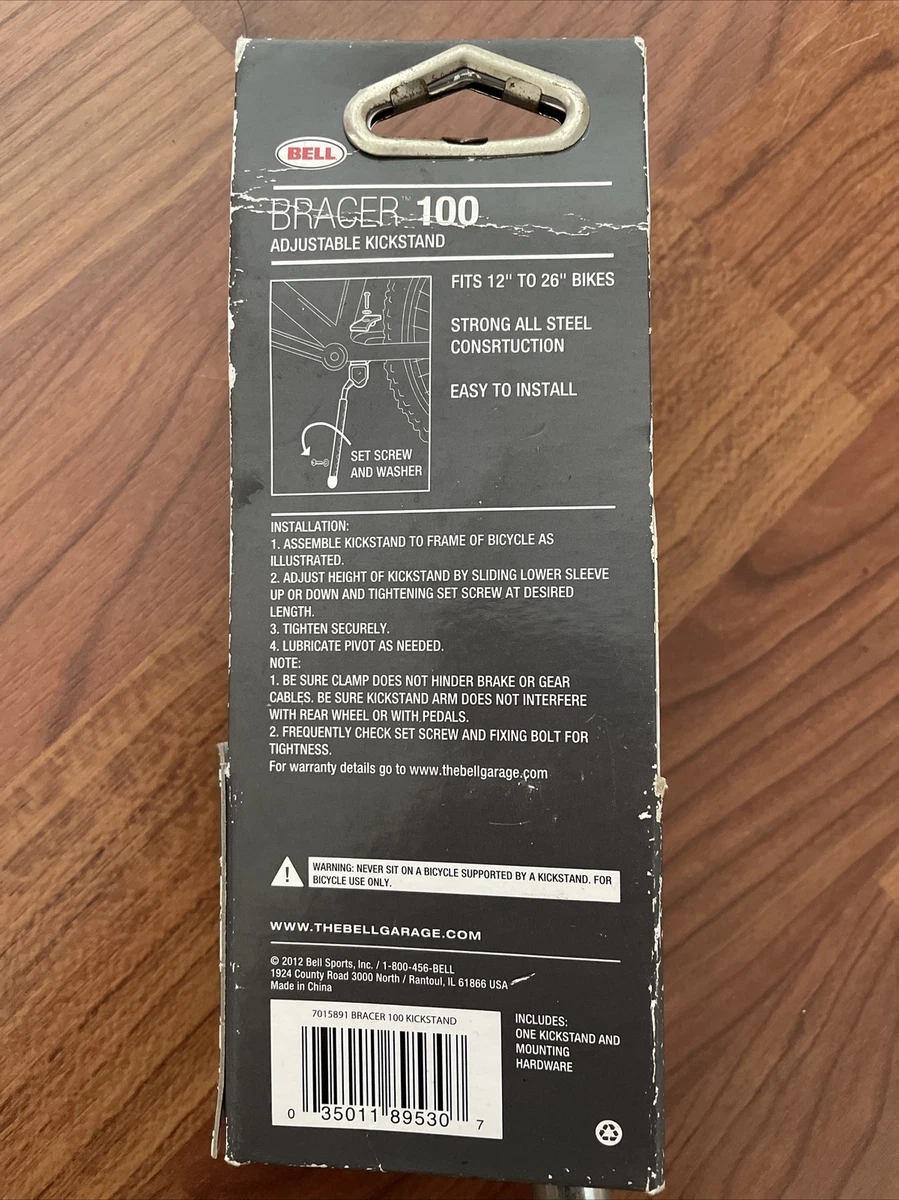 BELL
BRACER™ 100
ADJUSTABLE KICKSTAND
FITS 12" TO 26" BIKES
STRONG ALL STEEL
CONSRTUCTION
EASY TO INSTALL
SET SCREW
AND WASHER
INSTALLATION:
1. ASSEMBLE KICKSTAND TO FRAME OF BICYCLE AS
ILLUSTRATED.
2. ADJUST HEIGHT OF KICKSTAND BY SLIDING LOWER SLEEVE
UP OR DOWN AND TIGHTENING SET SCREW AT DESIRED
LENGTH.
3. TIGHTEN SECURELY.
4. LUBRICATE PIVOT AS NEEDED.
NOTE:
1. BE SURE CLAMP DOES NOT HINDER BRAKE OR GEAR
CABLES. BE SURE KICKSTAND ARM DOES NOT INTERFERE
WITH REAR WHEEL OR WITH PEDALS.
2. FREQUENTLY CHECK SET SCREW AND FIXING BOLT FOR
TIGHTNESS.
For warranty details go to www.thebellgarage.com
WARNING: NEVER SIT ON A BICYCLE SUPPORTED BY A KICKSTAND. FOR
BICYCLE USE ONLY.
WWW.THEBELLGARAGE.COM
© 2012 Bell Sports, Inc. / 1-800-456-BELL
1924 County Road 3000 North / Rantoul, IL 61866 USA
Made in China
7015891 BRACER 100 KICKSTAND
0 35011 89530 7
INCLUDES:
ONE KICKSTAND AND
MOUNTING
HARDWARE